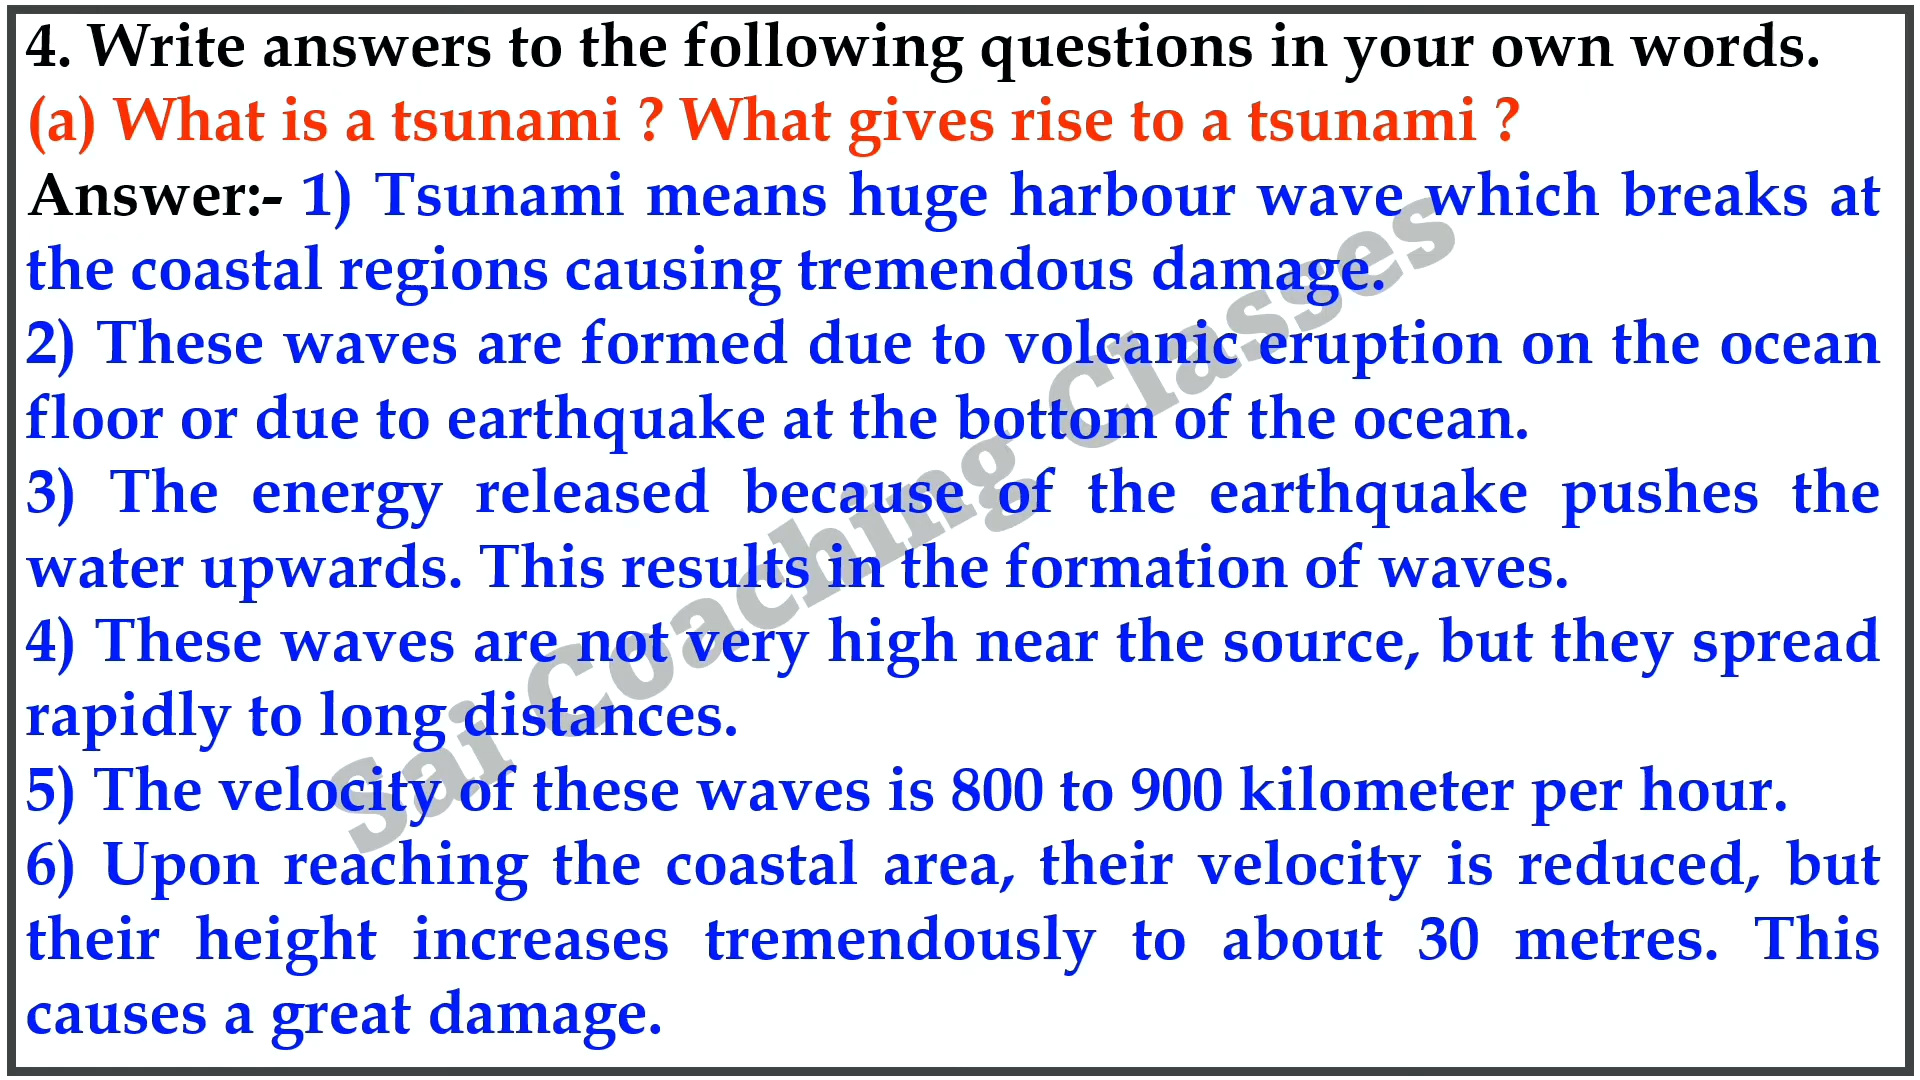 4. Write answers to the following questions in your own words.
(a) What is a tsunami ? What gives rise to a tsunami ?
Answer:- 1) Tsunami means huge harbour wave which breaks at
the coastal regions causing tremendous damage.
2) These waves are formed due to volcanic eruption on the ocean
floor or due to earthquake at the bottom of the ocean.
3) The energy released because of the earthquake pushes the
water upwards. This results in the formation of waves.
4) These waves are not very high near the source, but they spread
rapidly to long distances.
5) The velocity of these waves is 800 to 900 kilometer per hour.
6) Upon reaching the coastal area, their velocity is reduced, but
their height increases tremendously to about 30 metres. This
causes a great damage.
Sai Coaching Classes